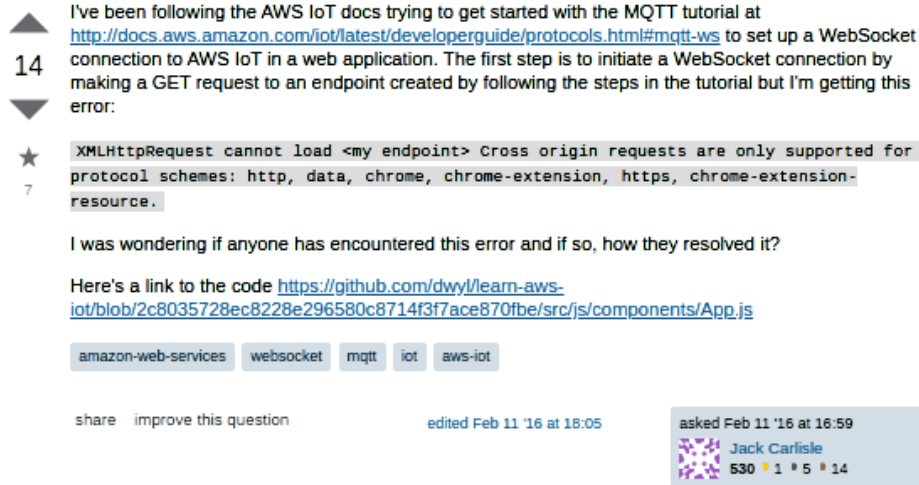 I've been following the AWS IoT docs trying to get started with the MQTT tutorial at
http://docs.aws.amazon.com/iot/latest/developerguide/protocols.html#mqtt-ws to set up a WebSocket
14
connection to AWS IoT in a web application. The first step is to initiate a WebSocket connection by
making a GET request to an endpoint created by following the steps in the tutorial but I'm getting this
error:
XMLHttpRequest cannot load <my endpoint> Cross origin requests are only supported for
protocol schemes: http, data, chrome, chrome-extension, https, chrome-extension-
7
resource.
I was wondering if anyone has encountered this error and if so, how they resolved it?
Here's a link to the code https://github.com/dwyl/learn-aws-
iot/blob/2c8035728ec8228e296580c8714f3f7ace870fbe/src/js/components/App.js
amazon-web-services websocket mqtt iot aws-iot
share improve this question edited Feb 11 '16 at 18:05 asked Feb 11 '16 at 16:59
Jack Carlisle
530 1 5 14